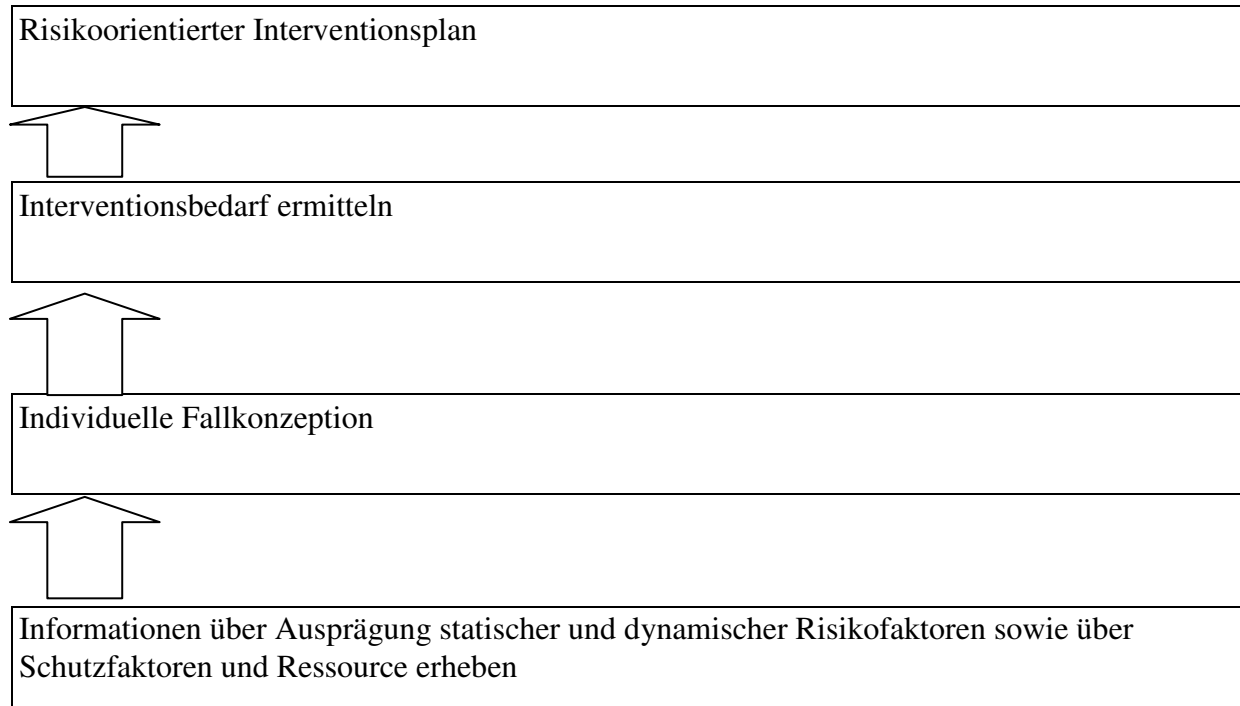 Risikoorientierter Interventionsplan
Interventionsbedarf ermitteln
Individuelle Fallkonzeption
Informationen über Ausprägung statischer und dynamischer Risikofaktoren sowie über
Schutzfaktoren und Ressource erheben